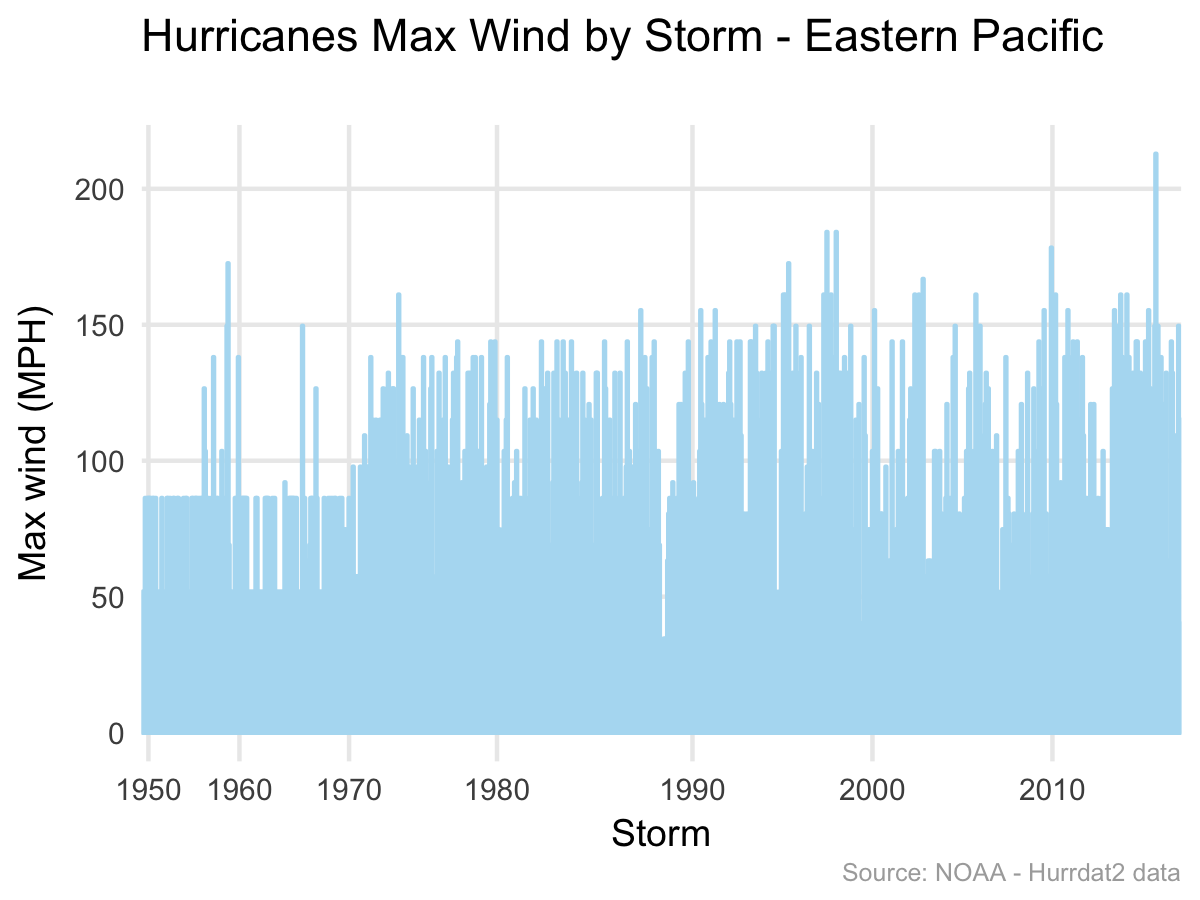 Hurricanes Max Wind by Storm - Eastern Pacific
Max wind (MPH)
200
150
100
50
0
1950 1960 1970 1980 1990 2000 2010
Storm
Source: NOAA - Hurrdat2 data